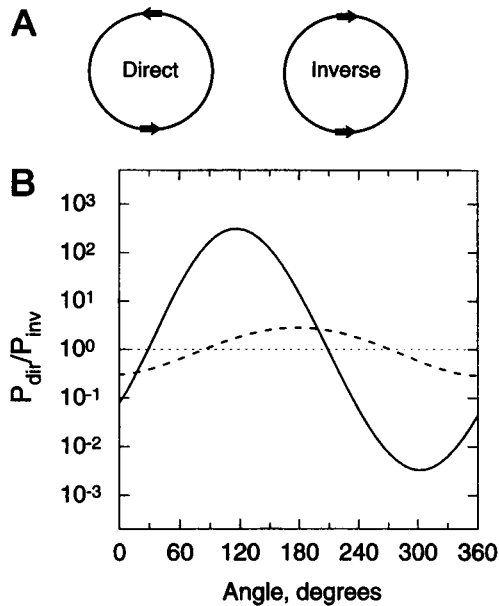 A
Direct
Inverse
B
P_dir/P_inv
10³
10²
10¹
10⁰
10⁻¹
10⁻²
10⁻³
0 60 120 180 240 300 360
Angle, degrees